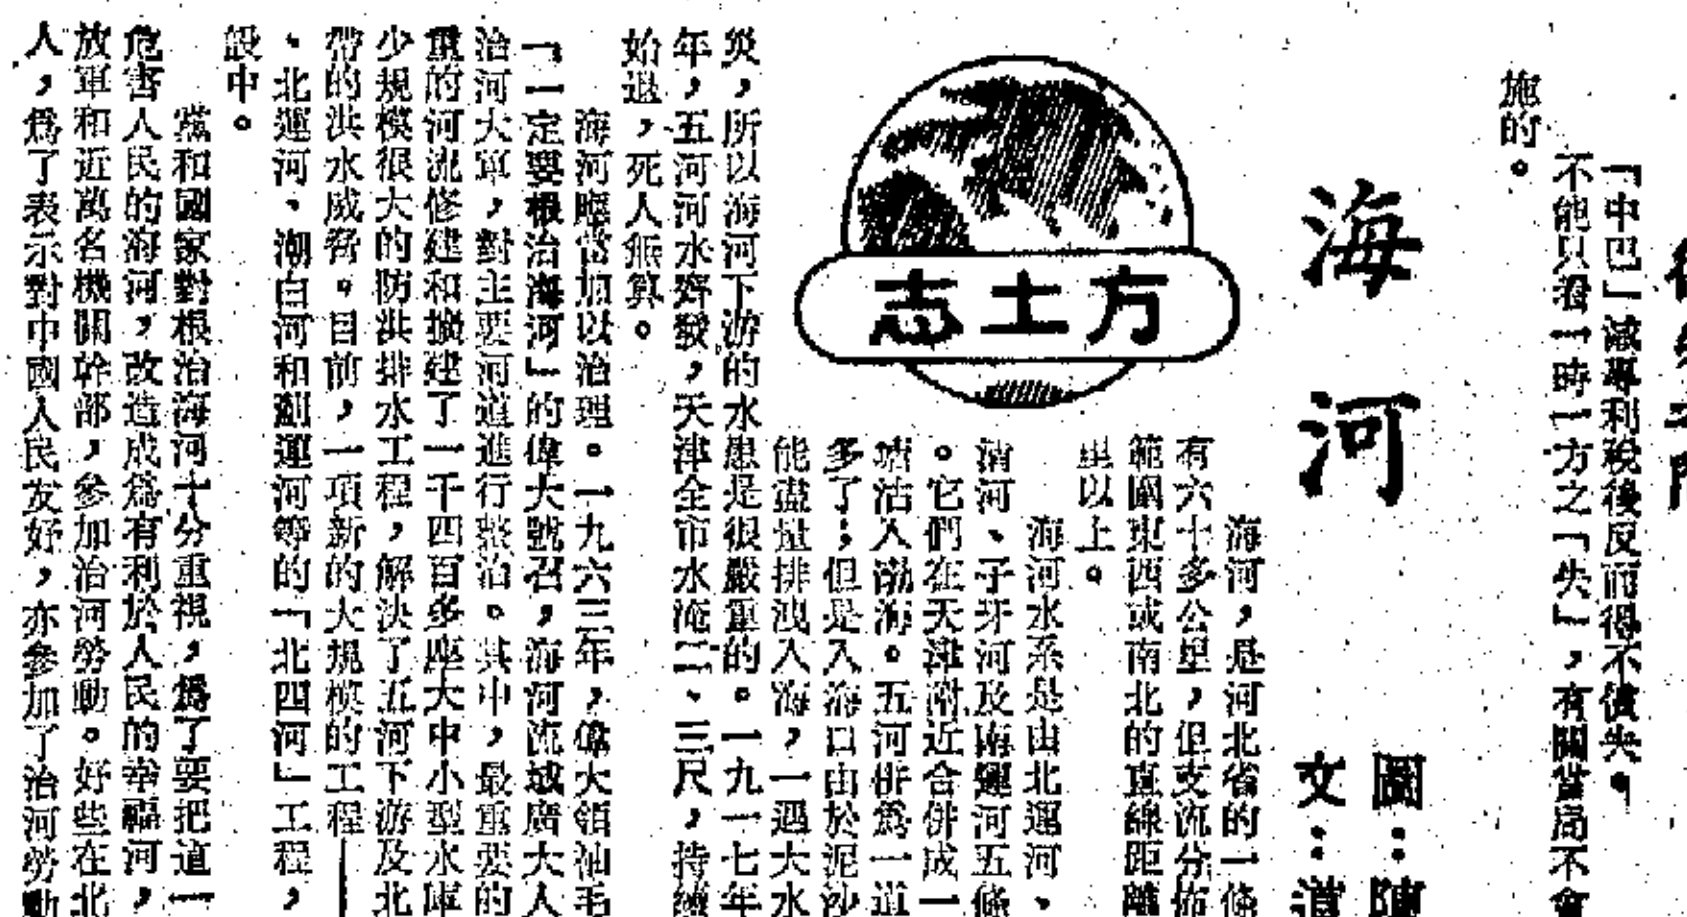 「中巴」減專利稅後反而得不償失
不能只看一時一方之「失」，有關當局不會
施的。
海河
圖：陳
文：道
方土志
海河，是河北省的一條
有六十多公里，但支流分佈
範圍東西或南北的直線距離
里以上。
海河水系是由北運河、
清河、子牙河及南運河五條
。它們在天津附近合併成一
塘沽入渤海。五河併為一道
多了；但是入海口由於泥沙
能盡量排洩入海，一遇大水
災，所以海河下游的水患是很嚴重的。一九一七年
年，五河河水齊發，天津全市水淹二、三尺，持續
始退，死人無算。
海河應當加以治理。一九六三年，偉大領袖毛
「一定要根治海河」的偉大號召，海河流域廣大人
治河大軍，對主要河道進行整治。其中，最重要的
重的河流修建和擴建了一千四百多座大中小型水庫
少規模很大的防洪排水工程，解決了五河下游及北
帶的洪水威脅。目前，一項新的大規模的工程—
、北運河、潮白河和薊運河等的「北四河」工程，
設中。
黨和國家對根治海河十分重視，為了要把這一
危害人民的海河，改造成為有利於人民的幸福河，
放軍和近萬名機關幹部，參加治河勞動。好些在北
人，為了表示對中國人民友好，亦參加了治河勞動